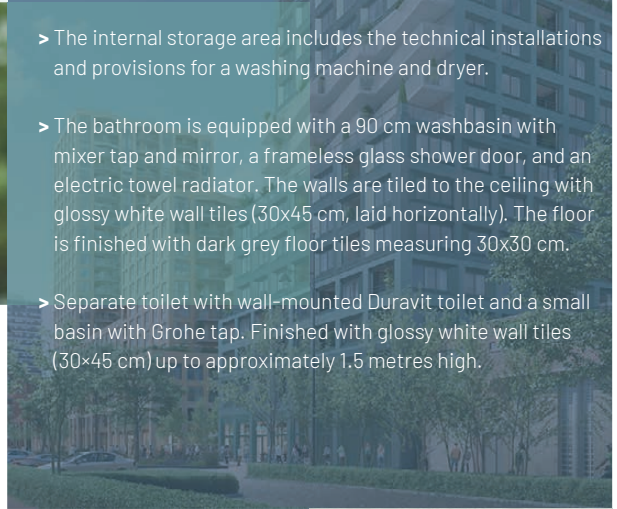 > The internal storage area includes the technical installations
and provisions for a washing machine and dryer.
> The bathroom is equipped with a 90 cm washbasin with
mixer tap and mirror, a frameless glass shower door, and an
electric towel radiator. The walls are tiled to the ceiling with
glossy white wall tiles (30x45 cm, laid horizontally). The floor
is finished with dark grey floor tiles measuring 30x30 cm.
> Separate toilet with wall-mounted Duravit toilet and a small
basin with Grohe tap. Finished with glossy white wall tiles
(30×45 cm) up to approximately 1.5 metres high.